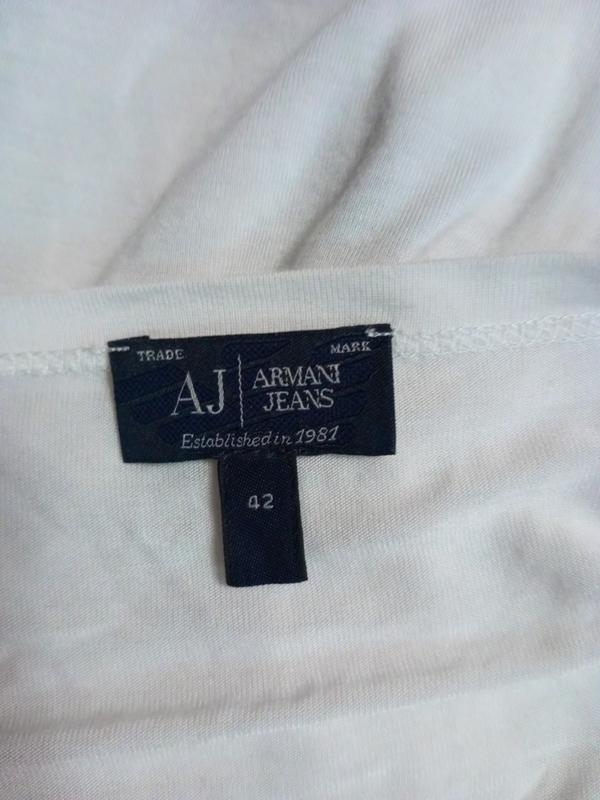 TRADE MARK
AJ ARMANI
JEANS
Established in 1981
42